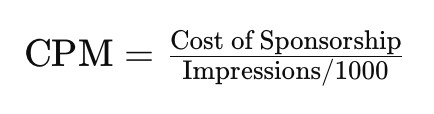 CPM = Cost of Sponsorship
Impressions/1000